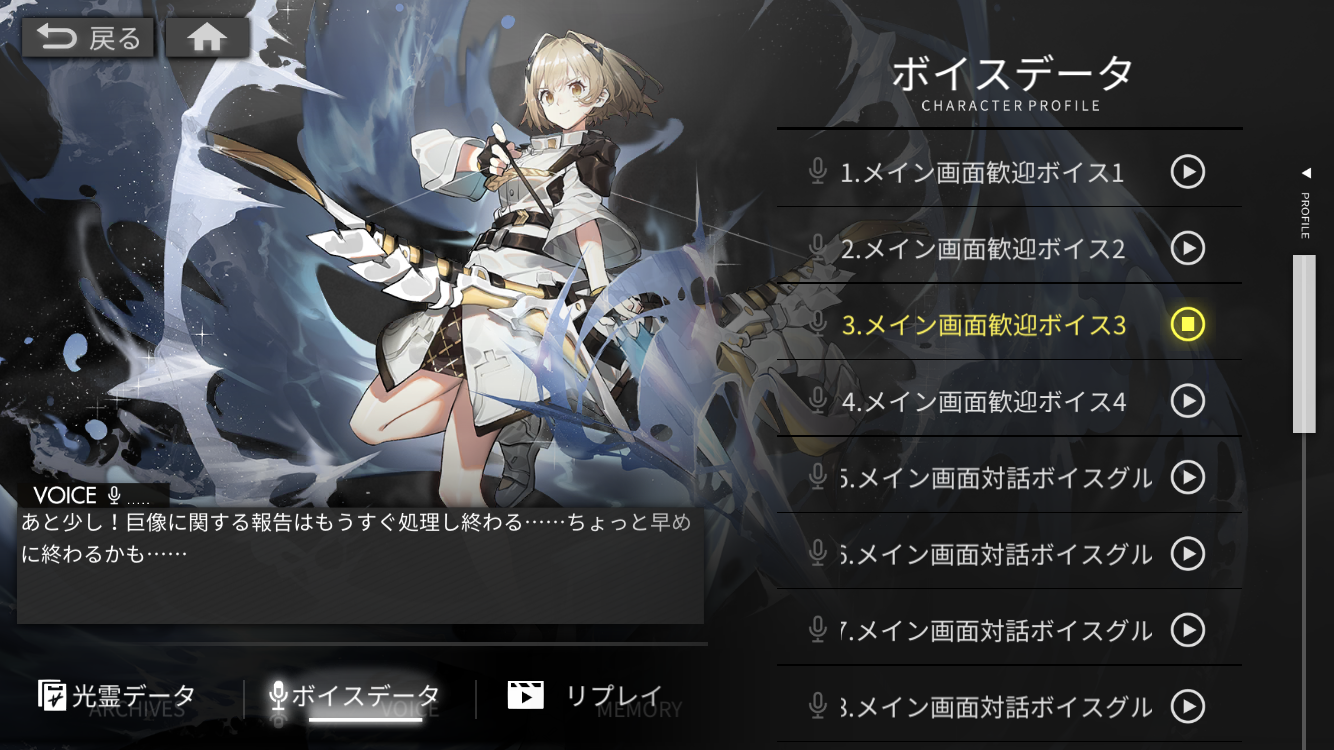 戻る
ボイスデータ
CHARACTER PROFILE
1.メイン画面歓迎ボイス1
2.メイン画面歓迎ボイス2
3.メイン画面歓迎ボイス3
4.メイン画面歓迎ボイス4
5.メイン画面対話ボイスグル
6.メイン画面対話ボイスグル
7.メイン画面対話ボイスグル
8.メイン画面対話ボイスグル
PROFILE
VOICE .....
あと少し！巨像に関する報告はもうすぐ処理し終わる……ちょっと早め
に終わるかも……
光霊データ
ARCHIVES
ボイスデータ
VOICE
リプレイ
MEMORY